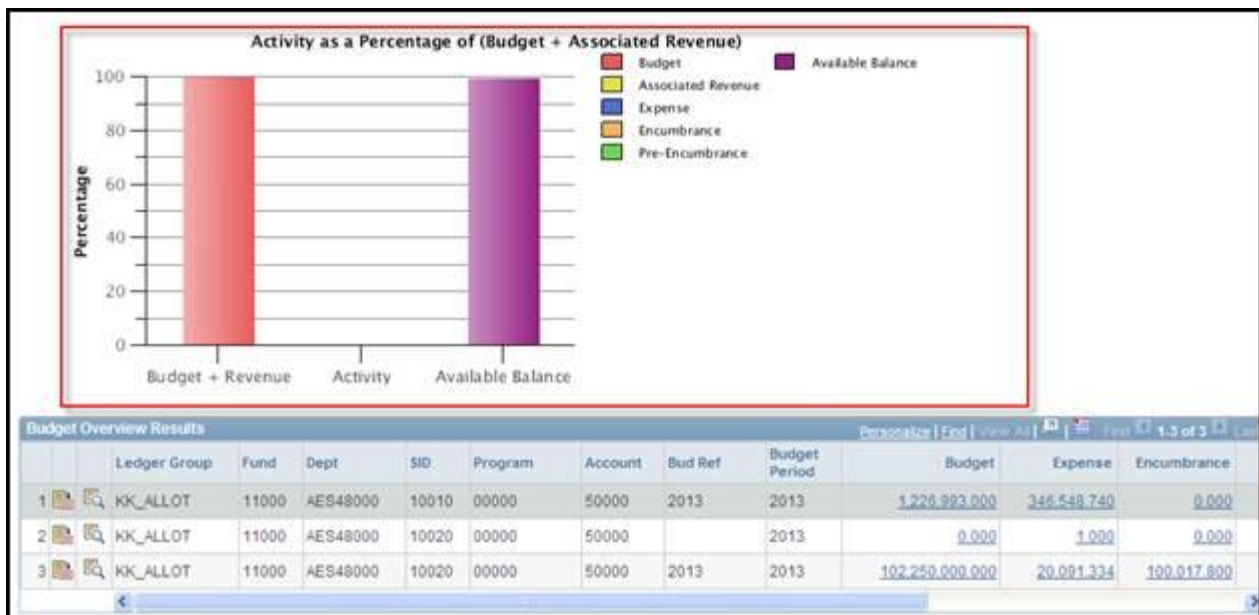 Activity as a Percentage of (Budget + Associated Revenue)
Budget
Available Balance
Associated Revenue
Expense
Encumbrance
Pre-Encumbrance
Percentage
100
80
60
40
20
0
Budget + Revenue Activity Available Balance
Budget Overview Results Personalize | Find | View All | | First 1-3 of 3 Last
Ledger Group Fund Dept SID Program Account Bud Ref Budget Period Budget Expense Encumbrance
1 KK_ALLOT 11000 AES48000 10010 00000 50000 2013 2013 1,226,993.000 346,548.740 0.000
2 KK_ALLOT 11000 AES48000 10020 00000 50000 2013 0.000 1.000 0.000
3 KK_ALLOT 11000 AES48000 10020 00000 50000 2013 2013 102,250,000.000 20,091.334 100,017.800